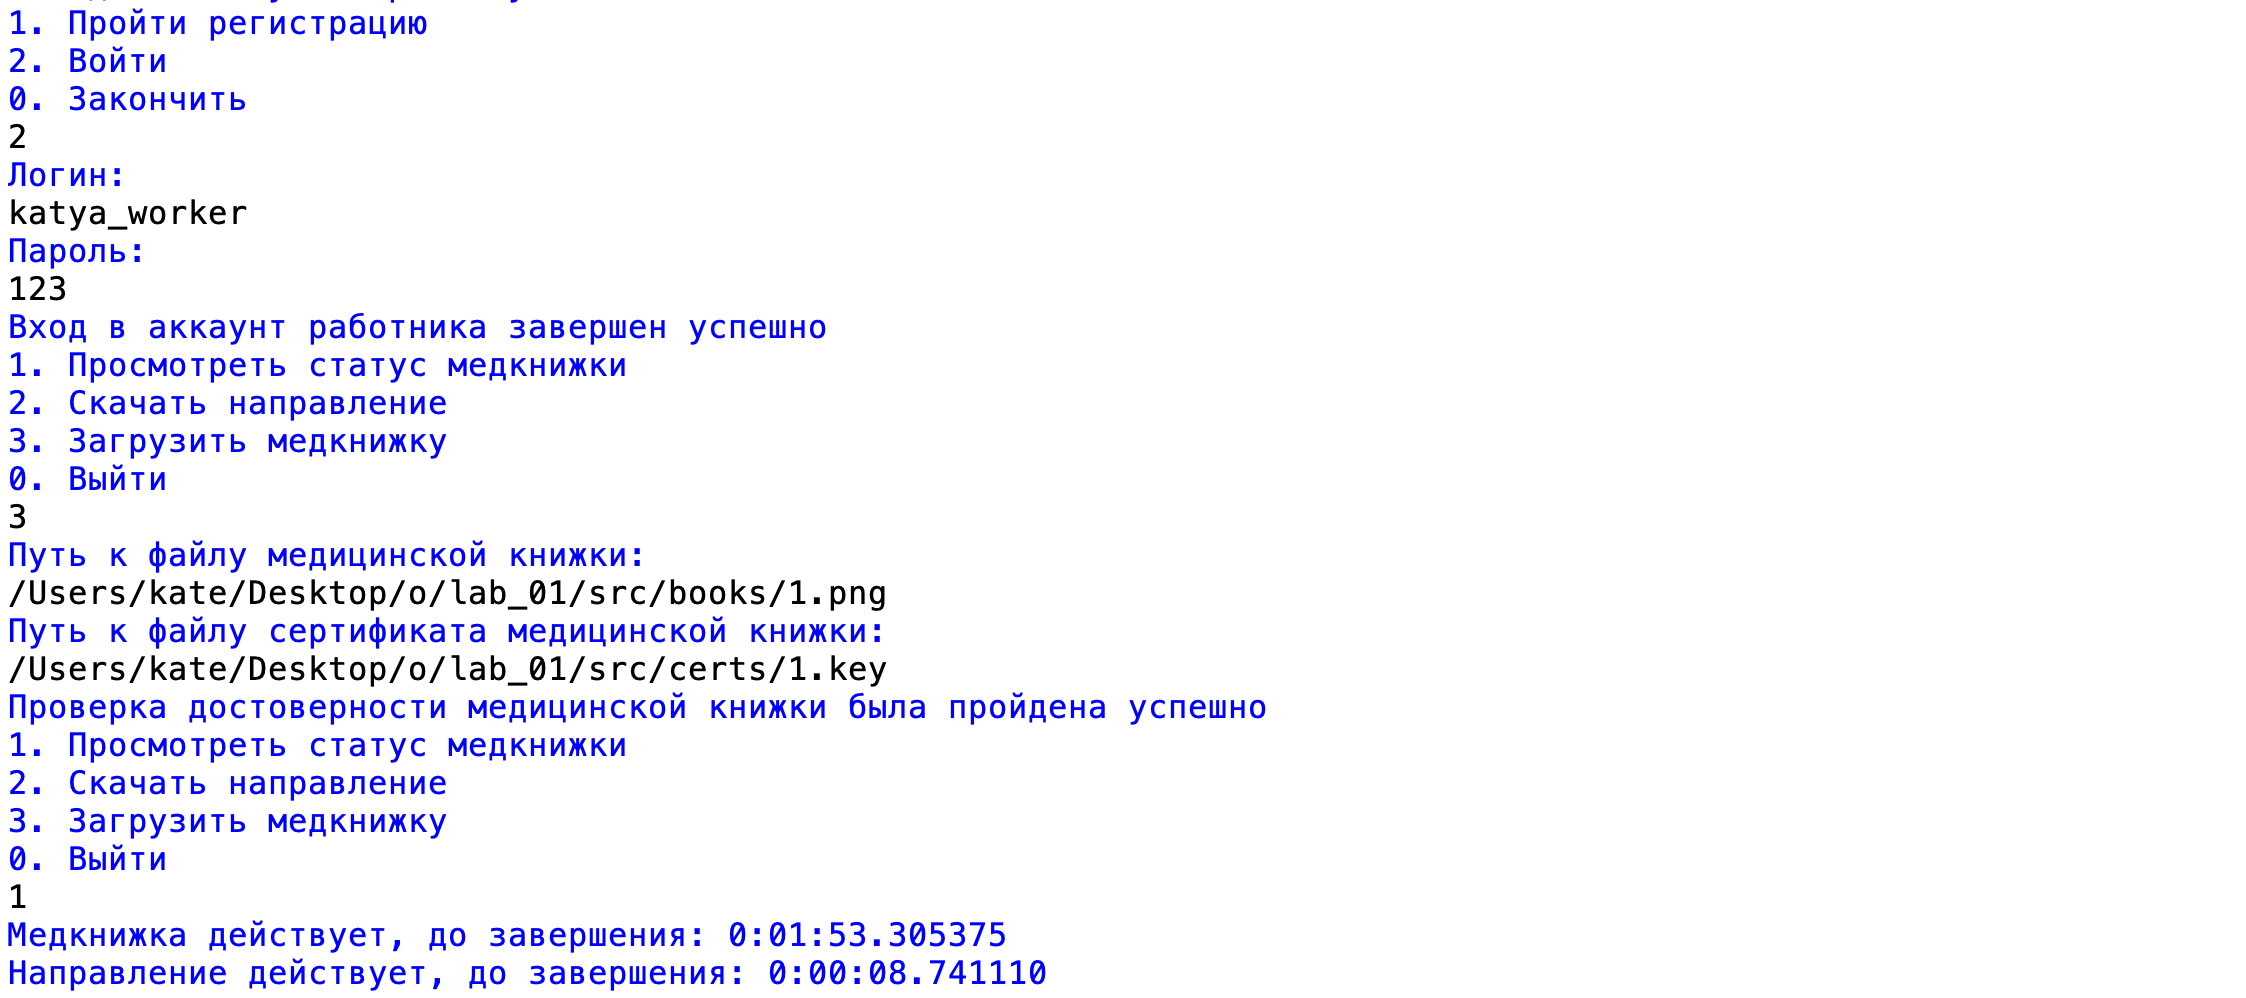 1. Пройти регистрацию
2. Войти
0. Закончить
2
Логин:
katya_worker
Пароль:
123
Вход в аккаунт работника завершен успешно
1. Просмотреть статус медкнижки
2. Скачать направление
3. Загрузить медкнижку
0. Выйти
3
Путь к файлу медицинской книжки:
/Users/kate/Desktop/o/lab_01/src/books/1.png
Путь к файлу сертификата медицинской книжки:
/Users/kate/Desktop/o/lab_01/src/certs/1.key
Проверка достоверности медицинской книжки была пройдена успешно
1. Просмотреть статус медкнижки
2. Скачать направление
3. Загрузить медкнижку
0. Выйти
1
Медкнижка действует, до завершения: 0:01:53.305375
Направление действует, до завершения: 0:00:08.741110